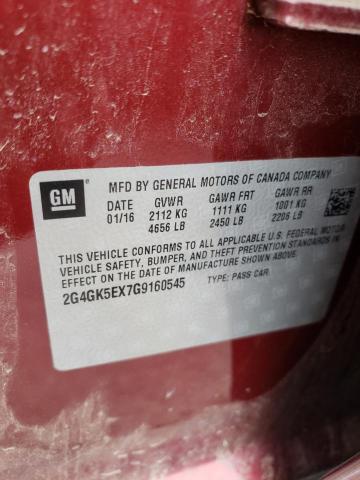 GM
MFD BY GENERAL MOTORS OF CANADA COMPANY
DATE GVWR GAWR FRT GAWR RR
01/16 2112 KG 1111 KG 1001 KG
4656 LB 2450 LB 2206 LB
THIS VEHICLE CONFORMS TO ALL APPLICABLE U.S. FEDERAL MOTOR
VEHICLE SAFETY, BUMPER, AND THEFT PREVENTION STANDARDS IN
EFFECT ON THE DATE OF MANUFACTURE SHOWN ABOVE.
2G4GK5EX7G9160545 TYPE: PASS CAR